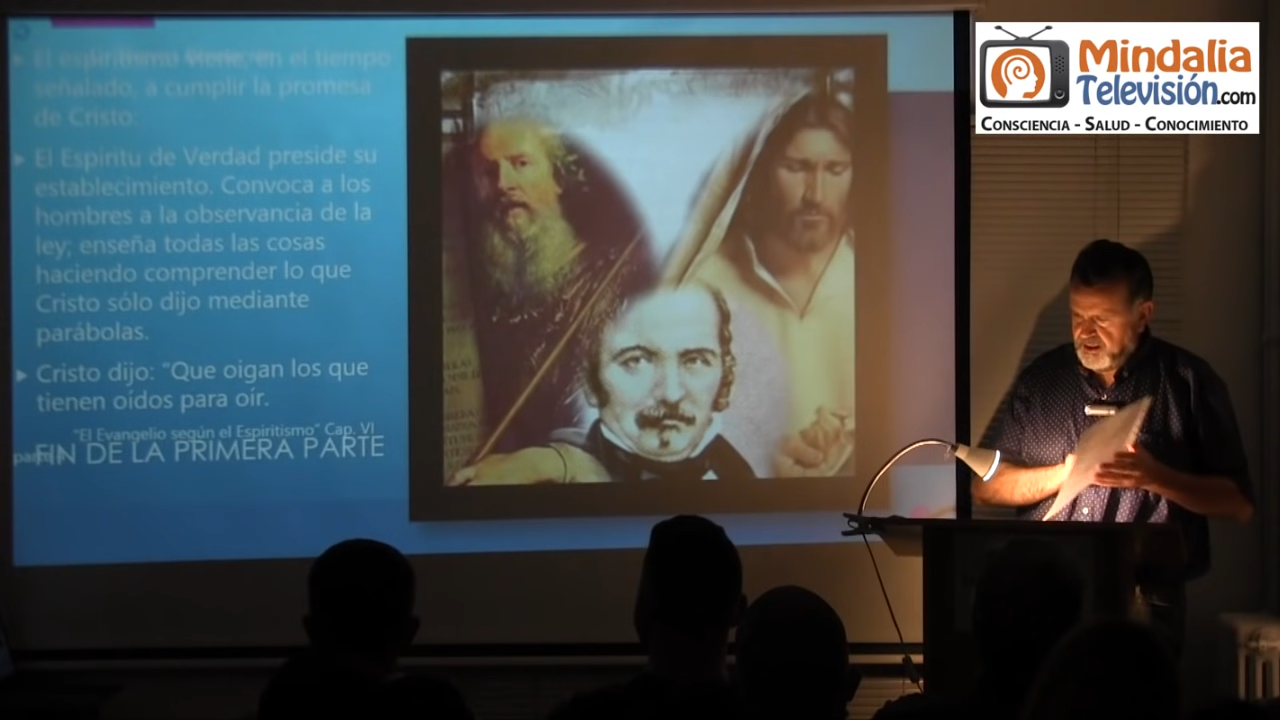 El espiritismo viene, en el tiempo
señalado, a cumplir la promesa
de Cristo:
El Espíritu de Verdad preside su
establecimiento. Convoca a los
hombres a la observancia de la
ley; enseña todas las cosas
haciendo comprender lo que
Cristo sólo dijo mediante
parábolas.
Cristo dijo: "Que oigan los que
tienen oídos para oír.
"El Evangelio según el Espiritismo" Cap. VI
FIN DE LA PRIMERA PARTE
Mindalia
Televisión.com
Consciencia - Salud - Conocimiento